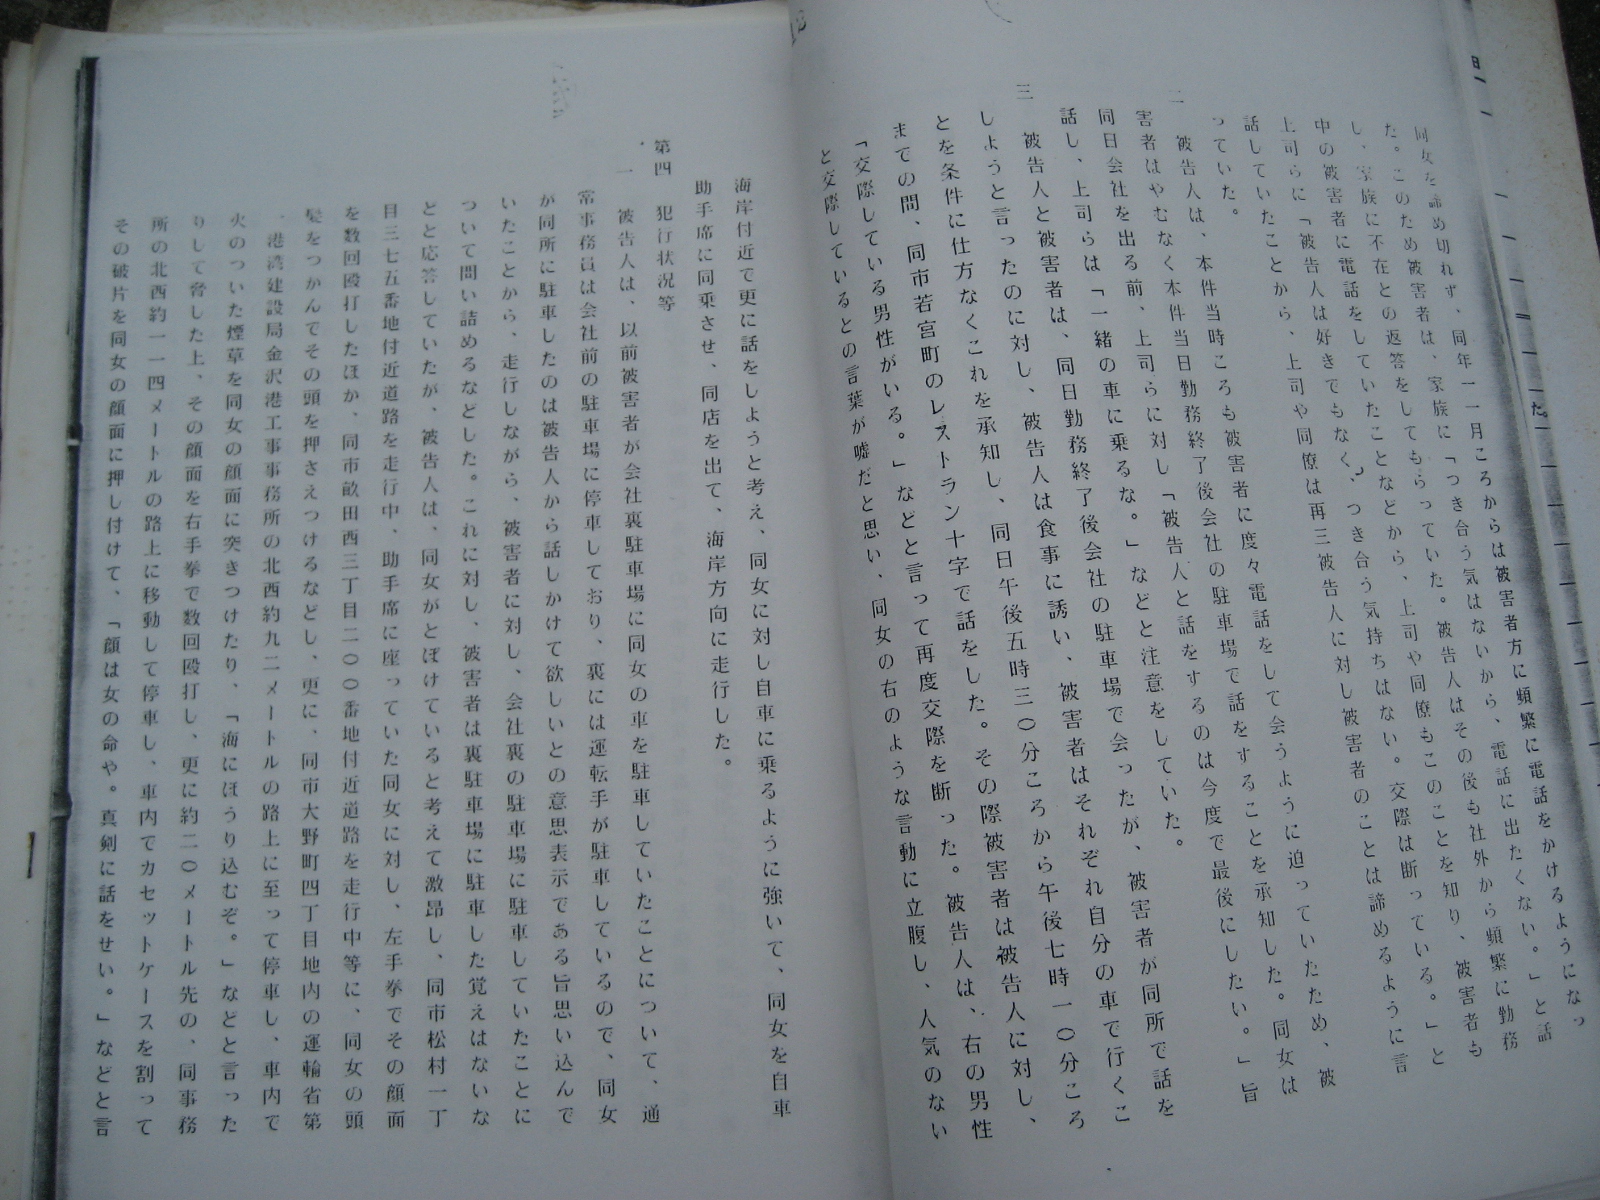 同女を諦め切れず、同年一一月ころからは被害者方に頻繁に電話をかけるようになっ
た。このため被害者は、家族に「つき合う気はないから、電話に出たくない。」と話
し、家族に不在との返答をしてもらっていた。被告人はその後も社外から頻繁に勤務
中の被害者に電話をしていたことなどから、上司や同僚もこのことを知り、被害者も
上司らに「被告人は好きでもなく、つき合う気持ちはない。交際は断っている。」と
話していたことから、上司や同僚は再三被告人に対し被害者のことは諦めるように言
っていた。
二 被告人は、本件当時ころも被害者に度々電話をして会うように迫っていたため、被
害者はやむなく本件当日勤務終了後会社の駐車場で話をすることを承知した。同女は
同日会社を出る前、上司らに対し「被告人と話をするのは今度で最後にしたい。」旨
話し、上司らは「一緒の車に乗るな。」などと注意をしていた。
三 被告人と被害者は、同日勤務終了後会社の駐車場で会ったが、被害者が同所で話を
しようと言ったのに対し、被告人は食事に誘い、被害者はそれぞれ自分の車で行くこ
とを条件に仕方なくこれを承知し、同日午後五時三〇分ころから午後七時一〇分ころ
までの間、同市若宮町のレストラン十字で話をした。その際被害者は被告人に対し、
「交際している男性がいる。」などと言って再度交際を断った。被告人は、右の男性
と交際しているとの言葉が嘘だと思い、同女の右のような言動に立腹し、人気のない
海岸付近で更に話をしようと考え、同女に対し自車に乗るように強いて、同女を自車
助手席に同乗させ、同店を出て、海岸方向に走行した。
第四 犯行状況等
一 被告人は、以前被害者が会社裏駐車場に同女の車を駐車していたことについて、通
常事務員は会社前の駐車場に停車しており、裏には運転手が駐車しているので、同女
が同所に駐車したのは被告人から話しかけて欲しいとの意思表示である旨思い込んで
いたことから、走行しながら、被害者に対し、会社裏の駐車場に駐車していたことに
ついて問い詰めるなどした。これに対し、被害者は裏駐車場に駐車した覚えはないな
どと応答していたが、被告人は、同女がとぼけていると考えて激昂し、同市松村一丁
目三七五番地付近道路を走行中、助手席に座っていた同女に対し、左手拳でその顔面
を数回殴打したほか、同市畝田西三丁目二〇〇番地付近道路を走行中等に、同女の頭
髪をつかんでその頭を押さえつけるなどし、更に、同市大野町四丁目地内の運輸省第
港湾建設局金沢港工事事務所の北西約九二メートルの路上に至って停車し、車内で
火のついた煙草を同女の顔面に突きつけたり、「海にほうり込むぞ。」などと言った
りして脅した上、その顔面を右手拳で数回殴打し、更に約二〇メートル先の、同事務
所の北西約一一四メートルの路上に移動して停車し、車内でカセットケースを割って
その破片を同女の顔面に押し付けて、「顔は女の命や。真剣に話をせい。」などと言